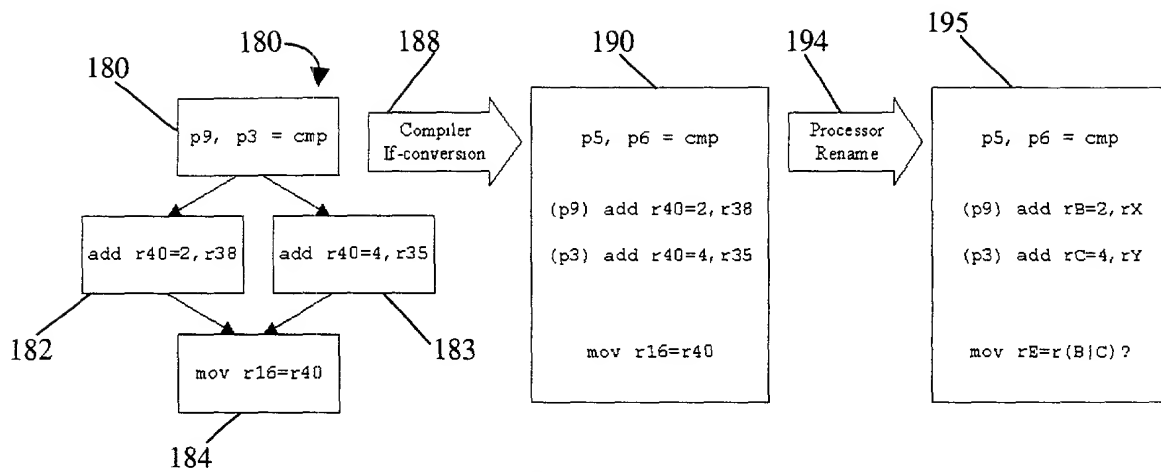 180
180
p9, p3 = cmp
add r40=2,r38
add r40=4,r35
182
183
mov r16=r40
184
188
Compiler
If-conversion
190
p5, p6 = cmp
(p9) add r40=2,r38
(p3) add r40=4,r35
mov r16=r40
194
Processor
Rename
195
p5, p6 = cmp
(p9) add rB=2,rX
(p3) add rC=4,rY
mov rE=r(B|C)?